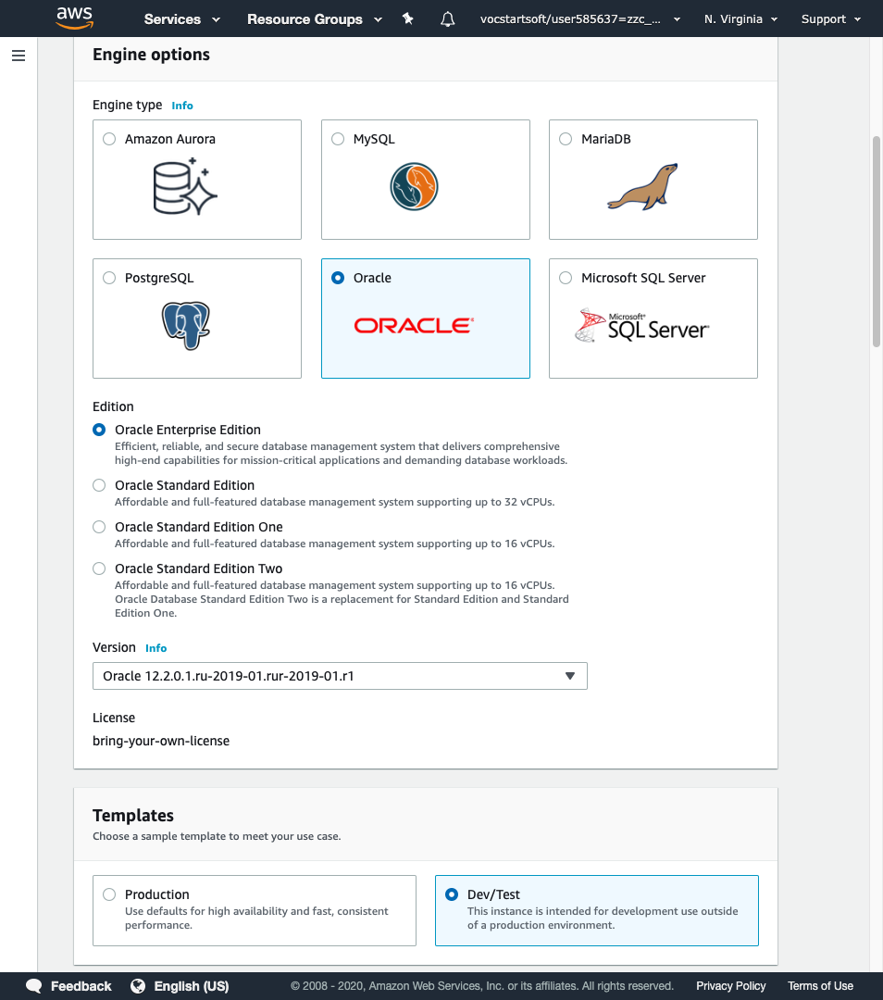 aws Services Resource Groups vocstartsoft/user585637=zzc_... N. Virginia Support
Engine options
Engine type Info
Amazon Aurora MySQL MariaDB
PostgreSQL Oracle Microsoft SQL Server
ORACLE® Microsoft®
SQL Server®
Edition
Oracle Enterprise Edition
Efficient, reliable, and secure database management system that delivers comprehensive
high-end capabilities for mission-critical applications and demanding database workloads.
Oracle Standard Edition
Affordable and full-featured database management system supporting up to 32 vCPUs.
Oracle Standard Edition One
Affordable and full-featured database management system supporting up to 16 vCPUs.
Oracle Standard Edition Two
Affordable and full-featured database management system supporting up to 16 vCPUs.
Oracle Database Standard Edition Two is a replacement for Standard Edition and Standard
Edition One.
Version Info
Oracle 12.2.0.1.ru-2019-01.rur-2019-01.r1
License
bring-your-own-license
Templates
Choose a sample template to meet your use case.
Production
Use defaults for high availability and fast, consistent
performance.
Dev/Test
This instance is intended for development use outside
of a production environment.
Feedback English (US) © 2008 - 2020, Amazon Web Services, Inc. or its affiliates. All rights reserved. Privacy Policy Terms of Use